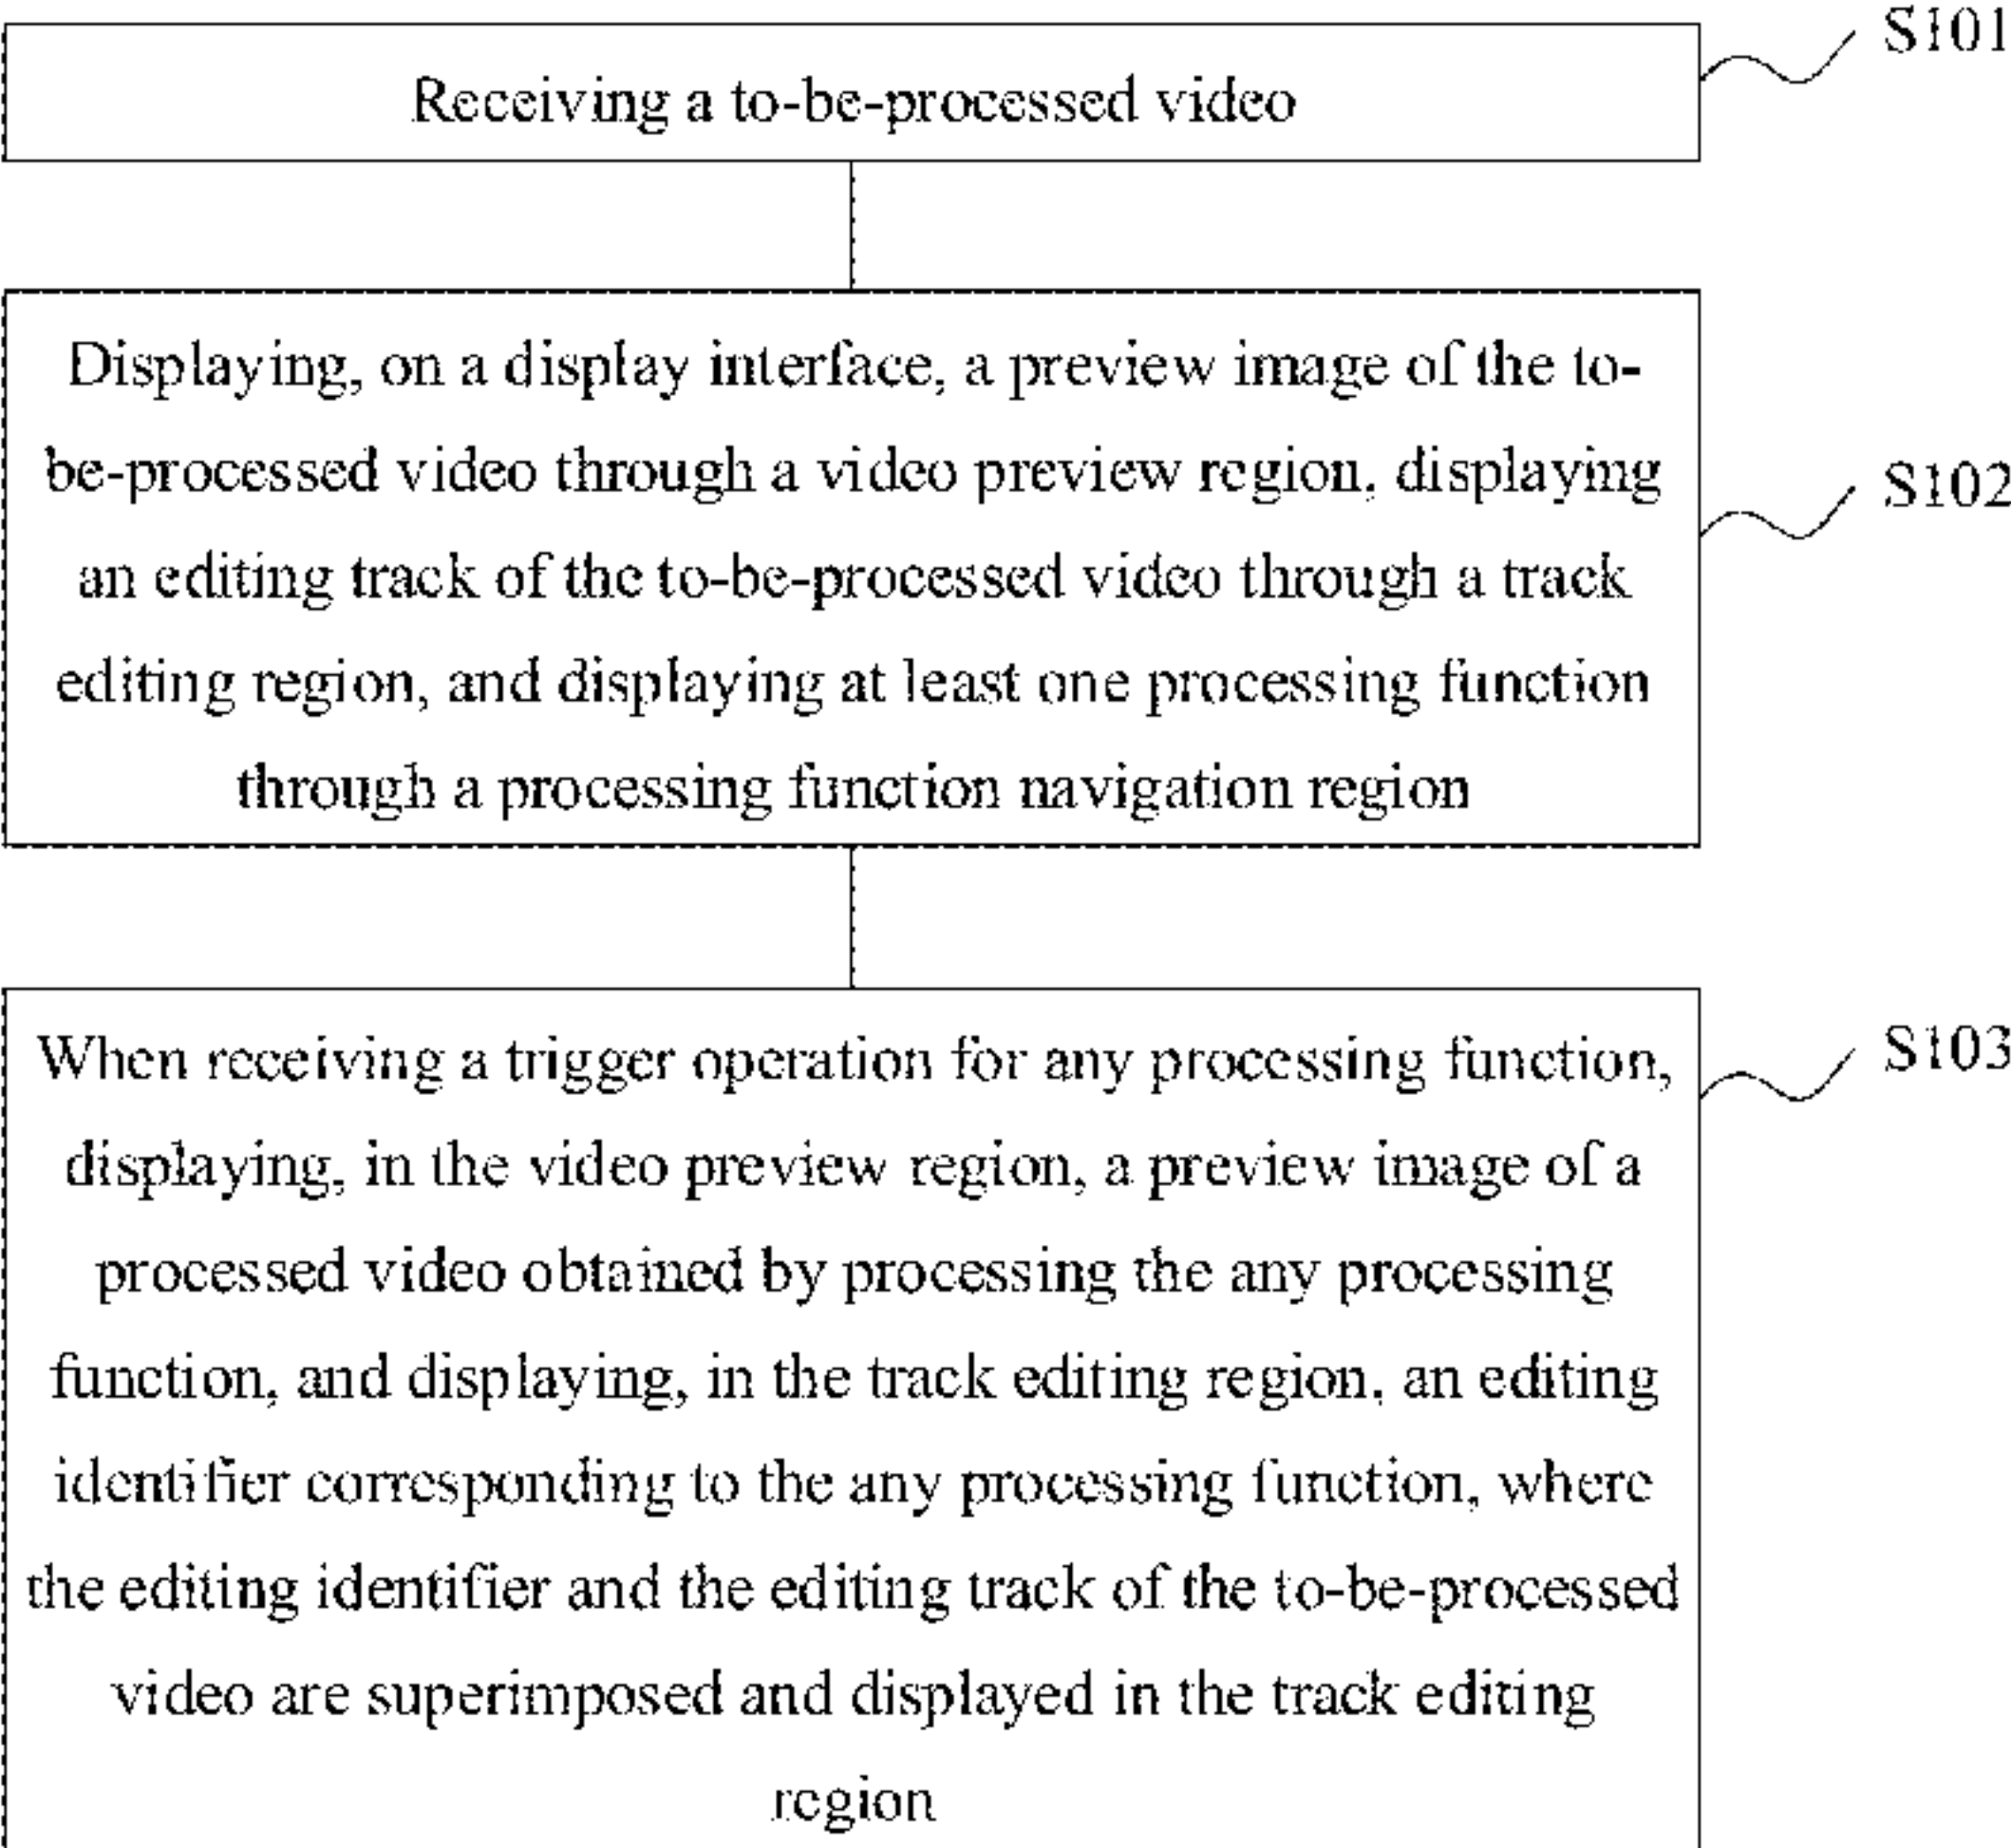 S101
Receiving a to-be-processed video
Displaying, on a display interface, a preview image of the to-
be-processed video through a video preview region, displaying
S102
an editing track of the to-be-processed video through a track
editing region, and displaying at least one processing function
through a processing function navigation region
When receiving a trigger operation for any processing function,
S103
displaying, in the video preview region, a preview image of a
processed video obtained by processing the any processing
function, and displaying, in the track editing region, an editing
identifier corresponding to the any processing function, where
the editing identifier and the editing track of the to-be-processed
video are superimposed and displayed in the track editing
region